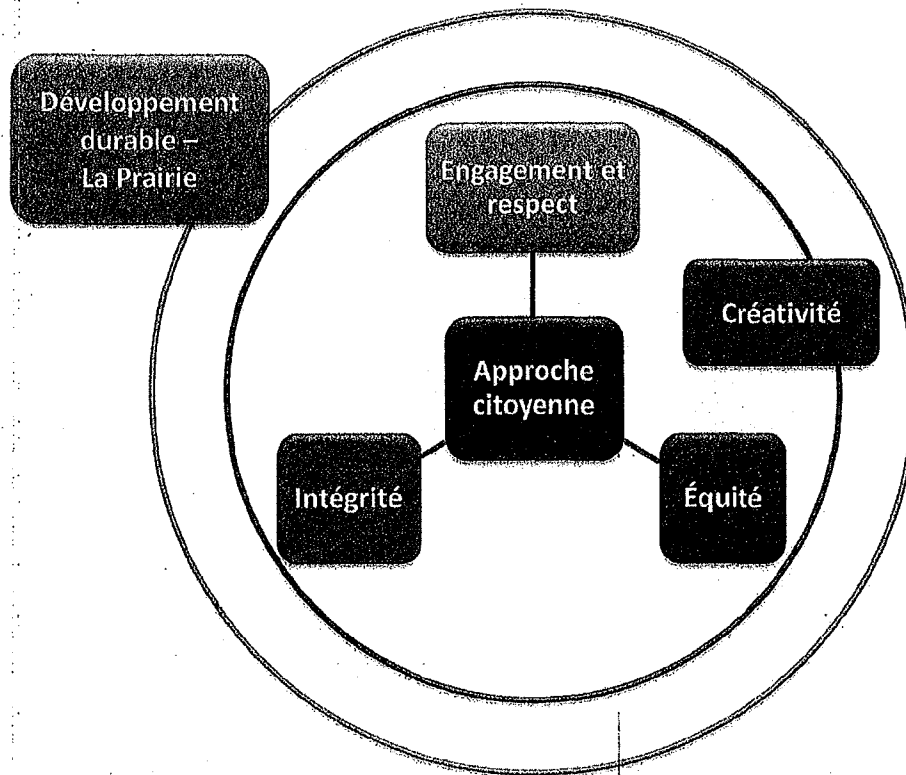 Développement
durable –
La Prairie
Engagement et
respect
Créativité
Approche
citoyenne
Intégrité
Équité